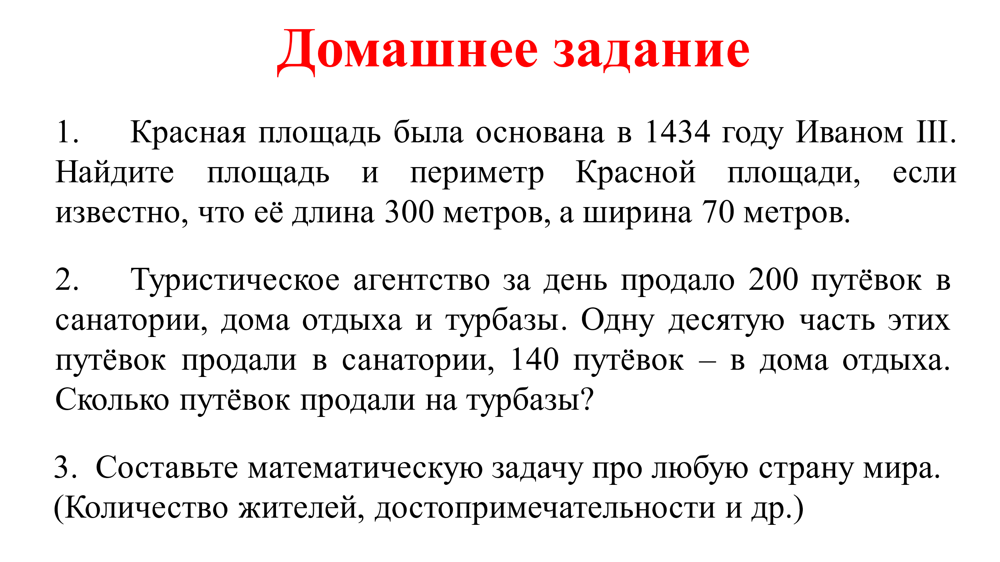 Домашнее задание
1. Красная площадь была основана в 1434 году Иваном III.
Найдите площадь и периметр Красной площади, если
известно, что её длина 300 метров, а ширина 70 метров.
2. Туристическое агентство за день продало 200 путёвок в
санатории, дома отдыха и турбазы. Одну десятую часть этих
путёвок продали в санатории, 140 путёвок – в дома отдыха.
Сколько путёвок продали на турбазы?
3. Составьте математическую задачу про любую страну мира.
(Количество жителей, достопримечательности и др.)